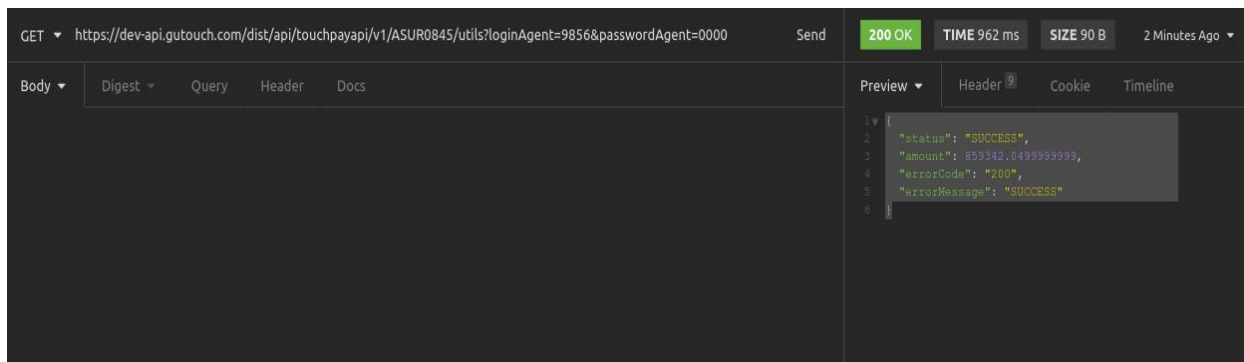 GET https://dev-api.gutouch.com/dist/api/touchpayapi/v1/ASUR0845/utils?loginAgent=9856&passwordAgent=0000 Send
200 OK TIME 962 ms SIZE 90 B 2 Minutes Ago
Body Digest Query Header Docs
Preview Header 9 Cookie Timeline
1 {
2 "status": "SUCCESS",
3 "amount": 859342.0499999999,
4 "errorCode": "200",
5 "errorMessage": "SUCCESS"
6 }